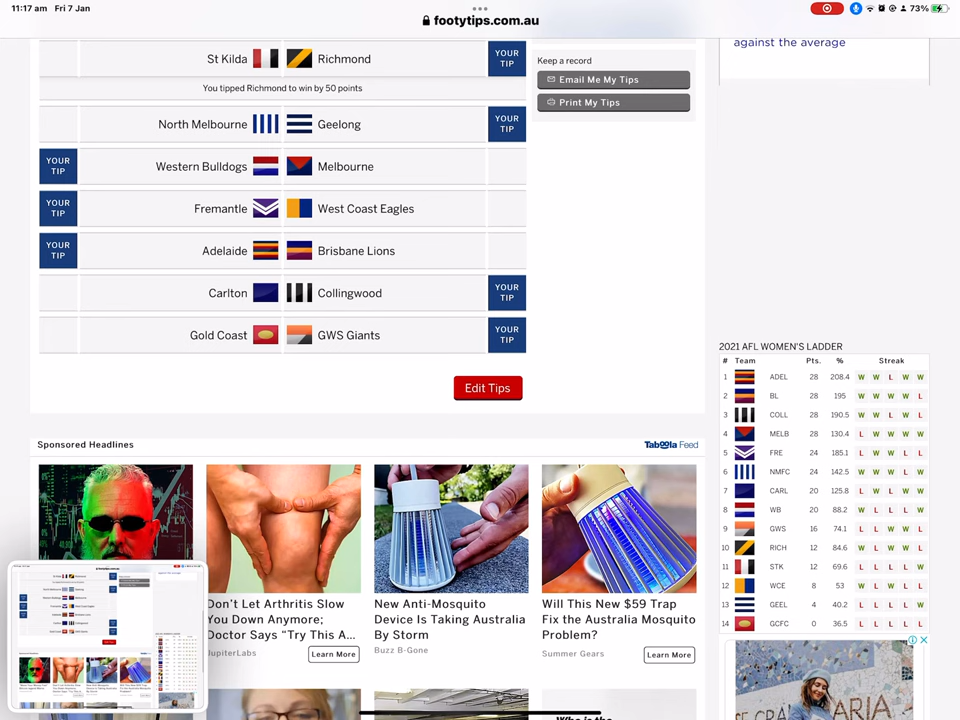 11:17 am Fri 7 Jan
73%
footytips.com.au
against the average
St Kilda Richmond YOUR TIP
You tipped Richmond to win by 50 points
North Melbourne Geelong YOUR TIP
YOUR TIP Western Bulldogs Melbourne
YOUR TIP Fremantle West Coast Eagles
YOUR TIP Adelaide Brisbane Lions
Carlton Collingwood YOUR TIP
Gold Coast GWS Giants YOUR TIP
Edit Tips
Keep a record
Email Me My Tips
Print My Tips
2021 AFL WOMEN'S LADDER
# Team Pts. % Streak
1 ADEL 28 208.4 W W L W W
2 BL 28 195 W W W W L
3 COLL 28 190.5 W W L W L
4 MELB 28 130.4 L W W W W
5 FRE 24 185.1 L W W L W
6 NMFC 24 142.5 W W W L W
7 CARL 20 125.8 L W L W W
8 WB 20 88.2 W L L L W
9 GWS 16 74.1 L L W W L
10 RICH 12 84.6 W L W W L
11 STK 12 69.6 L L L L W
12 WCE 8 53 W L W L L
13 GEEL 4 40.2 L L L L W
14 GCFC 0 36.5 L L L L L
Sponsored Headlines
Taboola Feed
Don't Let Arthritis Slow
You Down Anymore;
Doctor Says “Try This A...
JupiterLabs
Learn More
New Anti-Mosquito
Device Is Taking Australia
By Storm
Buzz B-Gone
Will This New $59 Trap
Fix the Australia Mosquito
Problem?
Summer Gears
Learn More